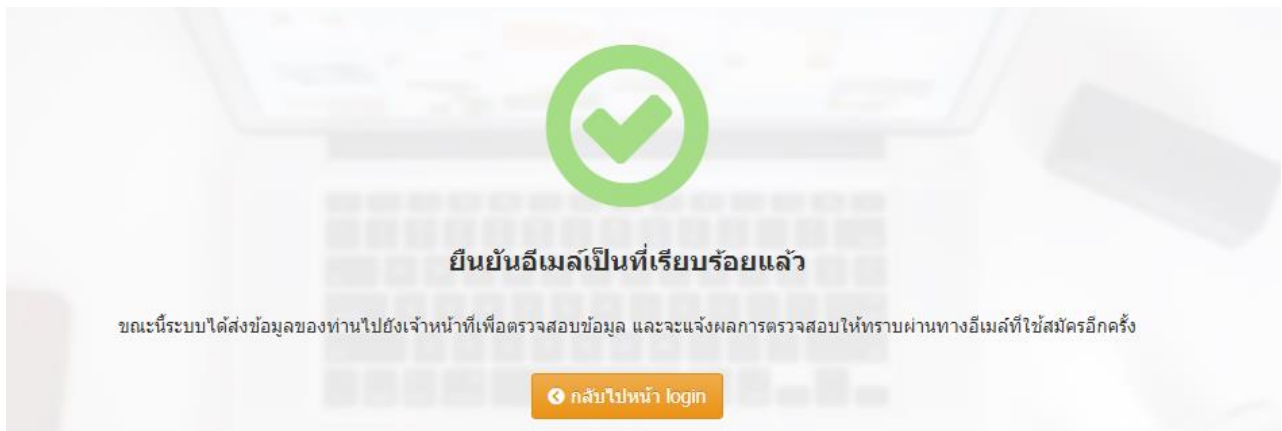 ยืนยันอีเมล์เป็นที่เรียบร้อยแล้ว
ขณะนี้ระบบได้ส่งข้อมูลของท่านไปยังเจ้าหน้าที่เพื่อตรวจสอบข้อมูล และจะแจ้งผลการตรวจสอบให้ทราบผ่านทางอีเมล์ที่ใช้สมัครอีกครั้ง
กลับไปหน้า login